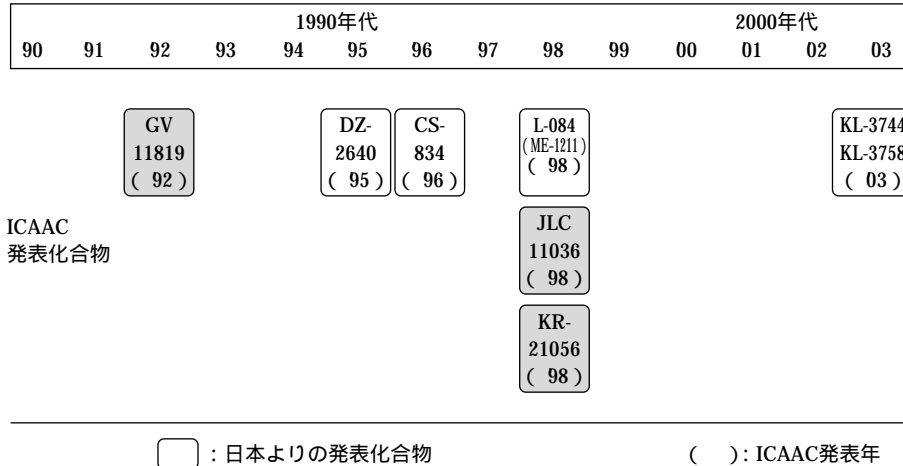 1990年代 2000年代
90 91 92 93 94 95 96 97 98 99 00 01 02 03
GV
11819
( 92 )
DZ-
2640
( 95 )
CS-
834
( 96 )
L-084
(ME-1211)
( 98 )
KL-3744
KL-3758
( 03 )
ICAAC
発表化合物
JLC
11036
( 98 )
KR-
21056
( 98 )
：日本よりの発表化合物 ( ): ICAAC発表年